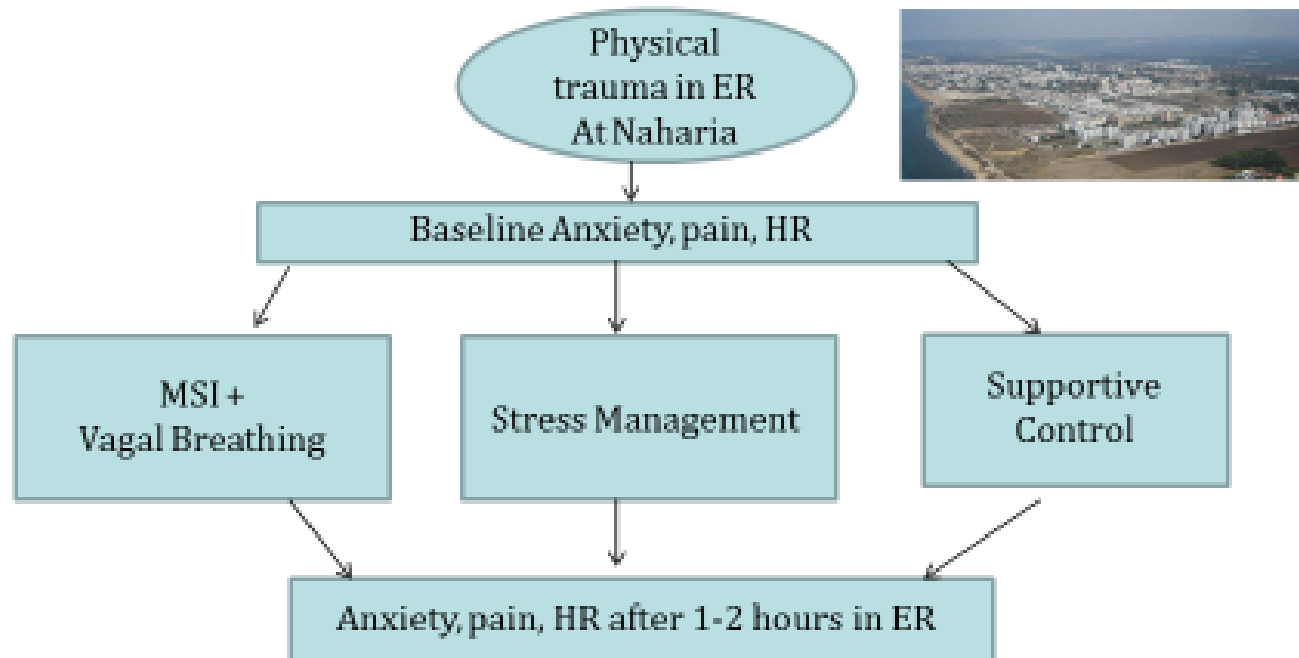 Physical
trauma in ER
At Naharia
Baseline Anxiety, pain, HR
MSI +
Vagal Breathing
Stress Management
Supportive
Control
Anxiety, pain, HR after 1-2 hours in ER